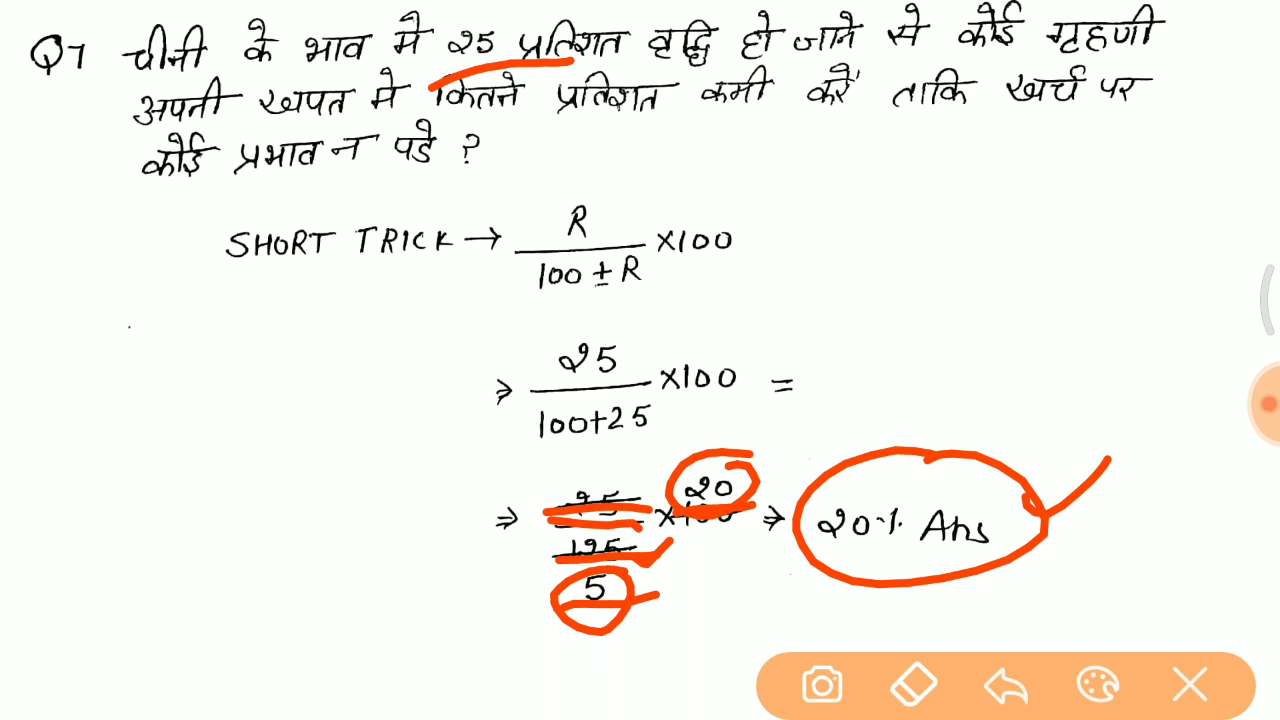 Q1 चीनी के भाव में 25 प्रतिशत वृद्धि हो जाने से कोई गृहणी
अपनी खपत में कितने प्रतिशत कमी करें ताकि खर्च पर
कोई प्रभाव न पडे ?
SHORT TRICK → R / 100 ± R ×100
⇒ 25 / 100+25 ×100 =
⇒ 25 / 125 ×100 20 ⇒ 20% Ans
5